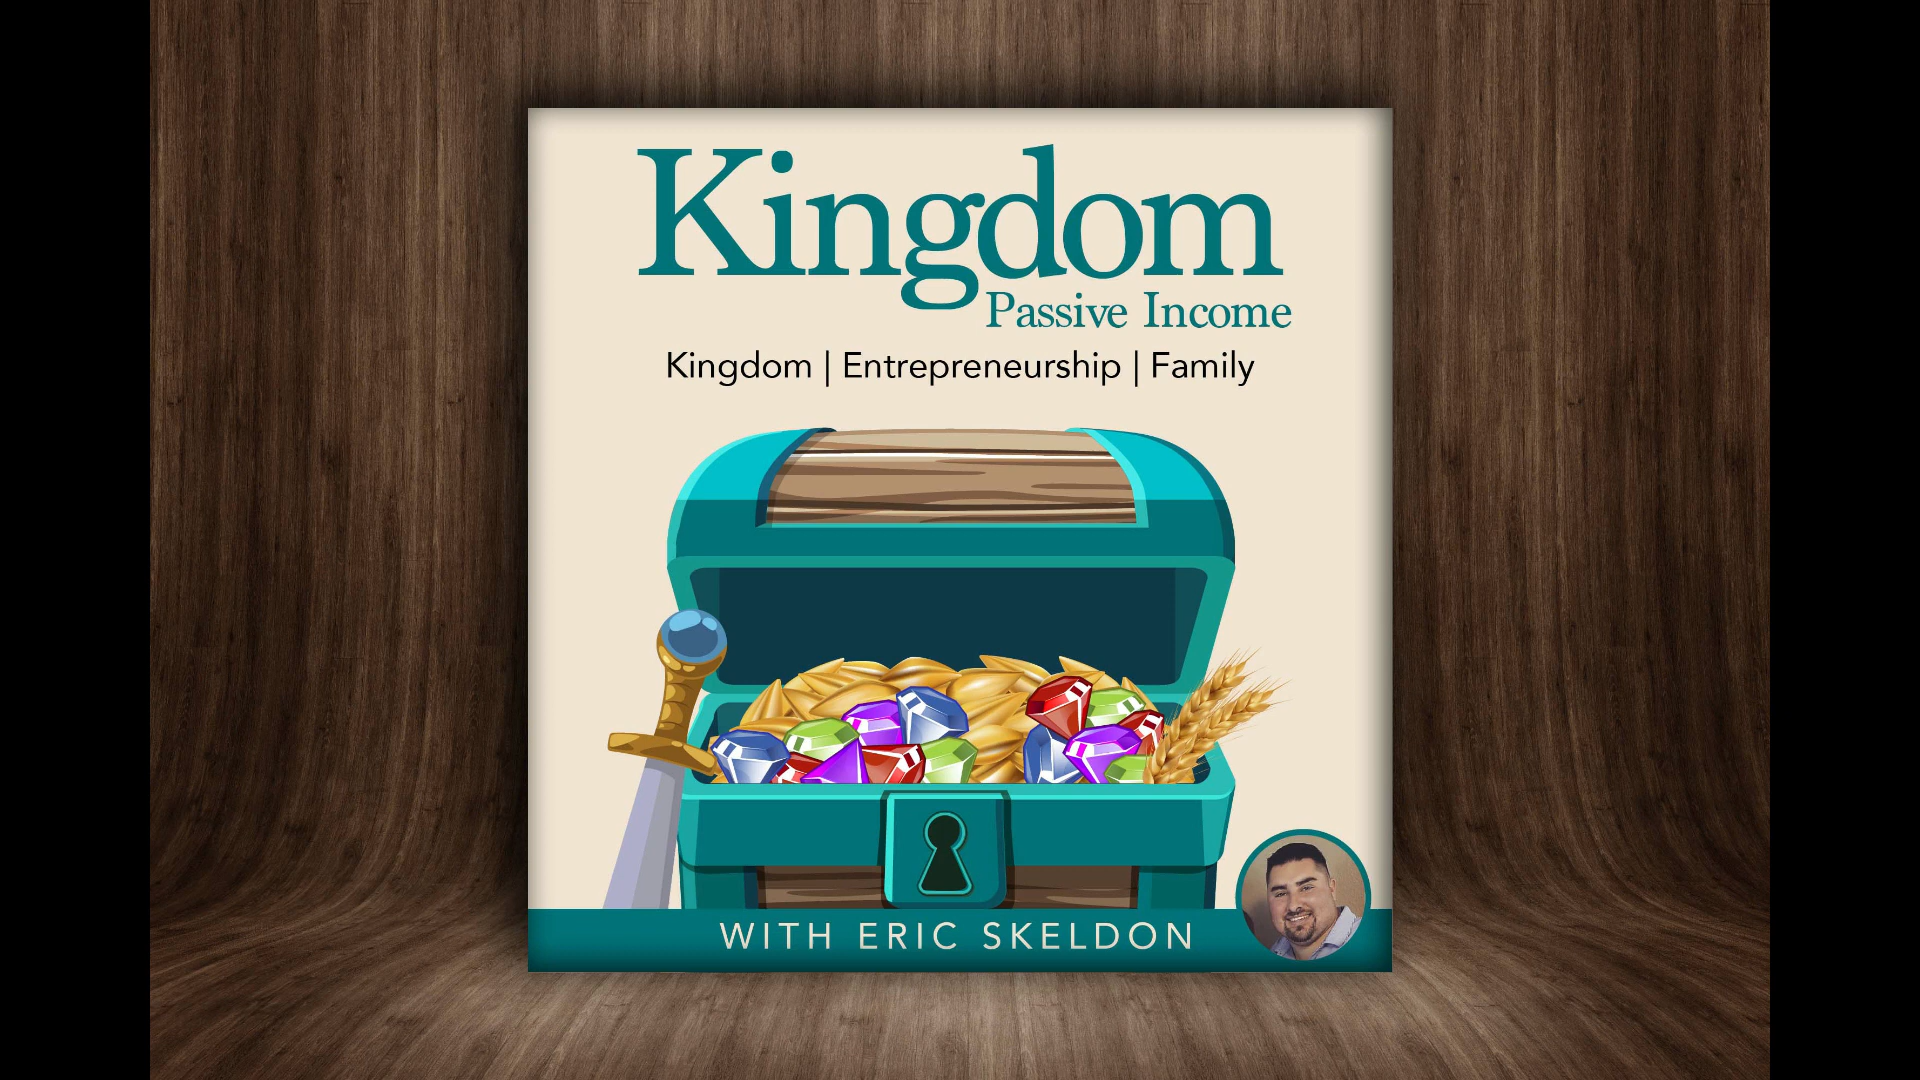 Kingdom
Passive Income
Kingdom | Entrepreneurship | Family
WITH ERIC SKELDON